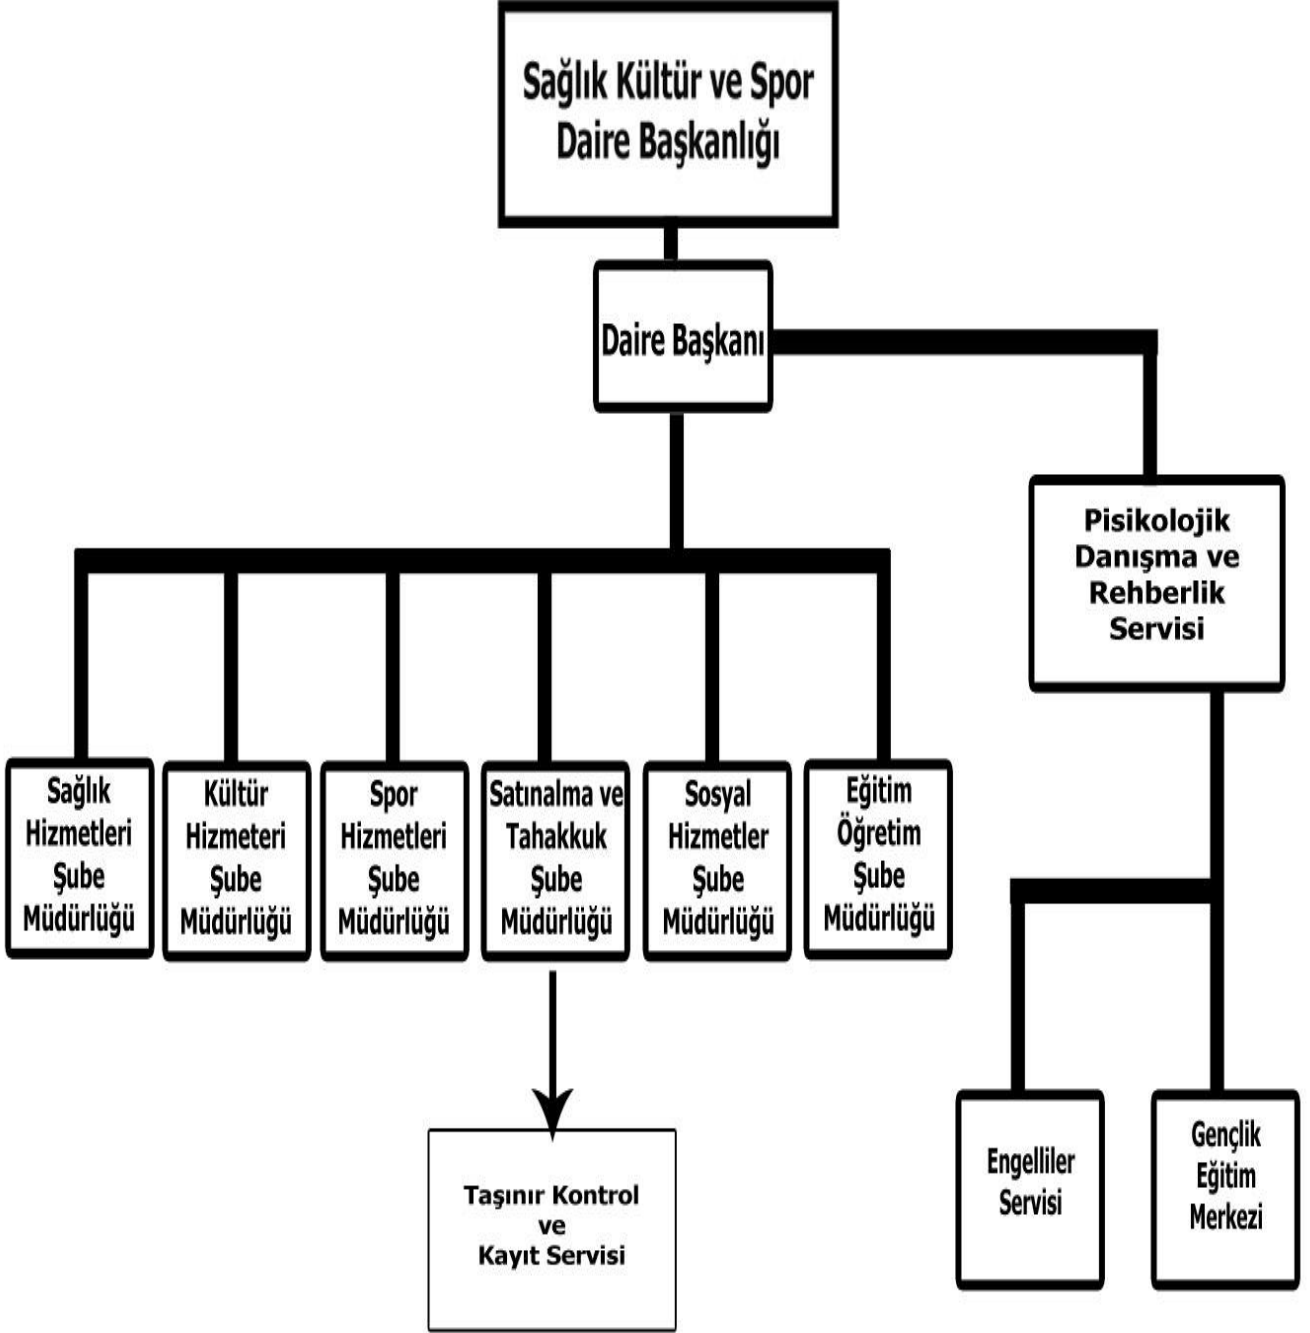 Sağlık Kültür ve Spor
Daire Başkanlığı
Daire Başkanı
Pisikolojik
Danışma ve
Rehberlik
Servisi
Sağlık
Hizmetleri
Şube
Müdürlüğü
Kültür
Hizmeteri
Şube
Müdürlüğü
Spor
Hizmetleri
Şube
Müdürlüğü
Satınalma ve
Tahakkuk
Şube
Müdürlüğü
Sosyal
Hizmetler
Şube
Müdürlüğü
Eğitim
Öğretim
Şube
Müdürlüğü
Taşınır Kontrol
ve
Kayıt Servisi
Engelliler
Servisi
Gençlik
Eğitim
Merkezi